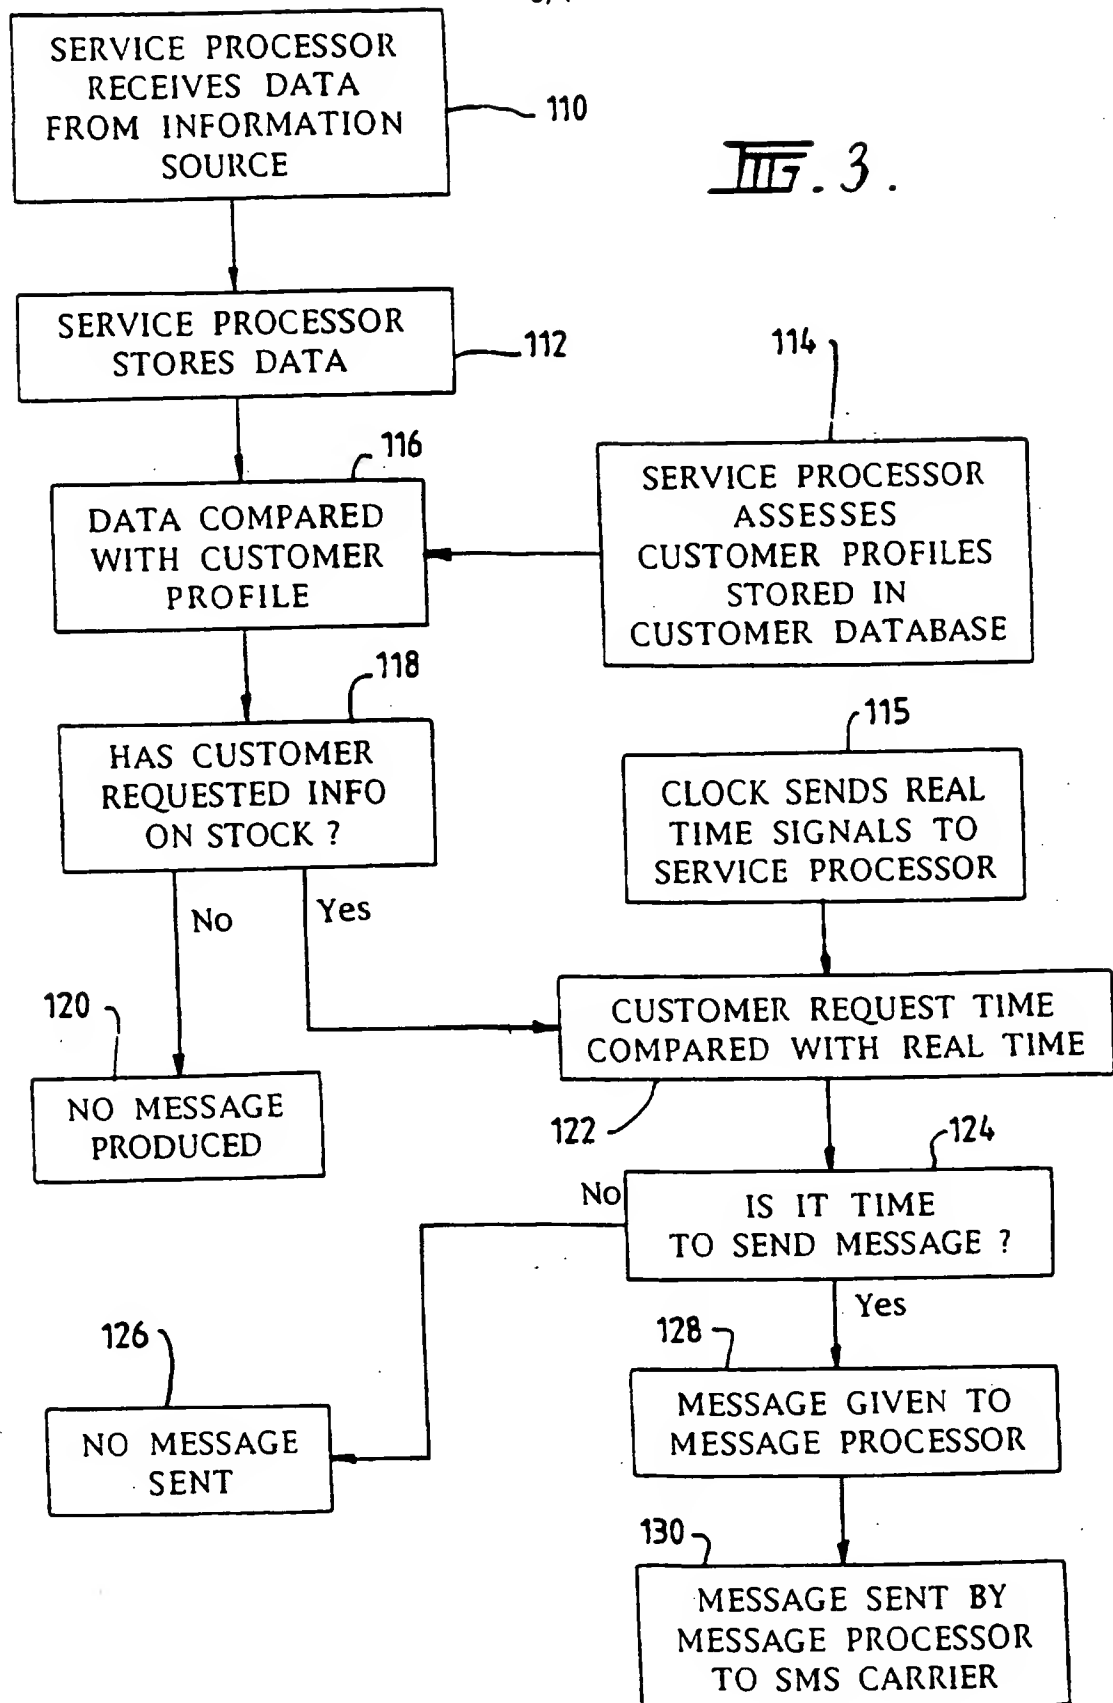 SERVICE PROCESSOR
RECEIVES DATA
FROM INFORMATION
SOURCE
110
FIG. 3.
SERVICE PROCESSOR
STORES DATA
112
114
116
DATA COMPARED
WITH CUSTOMER
PROFILE
SERVICE PROCESSOR
ASSESSES
CUSTOMER PROFILES
STORED IN
CUSTOMER DATABASE
118
HAS CUSTOMER
REQUESTED INFO
ON STOCK ?
115
CLOCK SENDS REAL
TIME SIGNALS TO
SERVICE PROCESSOR
No
Yes
120
NO MESSAGE
PRODUCED
CUSTOMER REQUEST TIME
COMPARED WITH REAL TIME
122
124
No
IS IT TIME
TO SEND MESSAGE ?
Yes
126
NO MESSAGE
SENT
128
MESSAGE GIVEN TO
MESSAGE PROCESSOR
130
MESSAGE SENT BY
MESSAGE PROCESSOR
TO SMS CARRIER